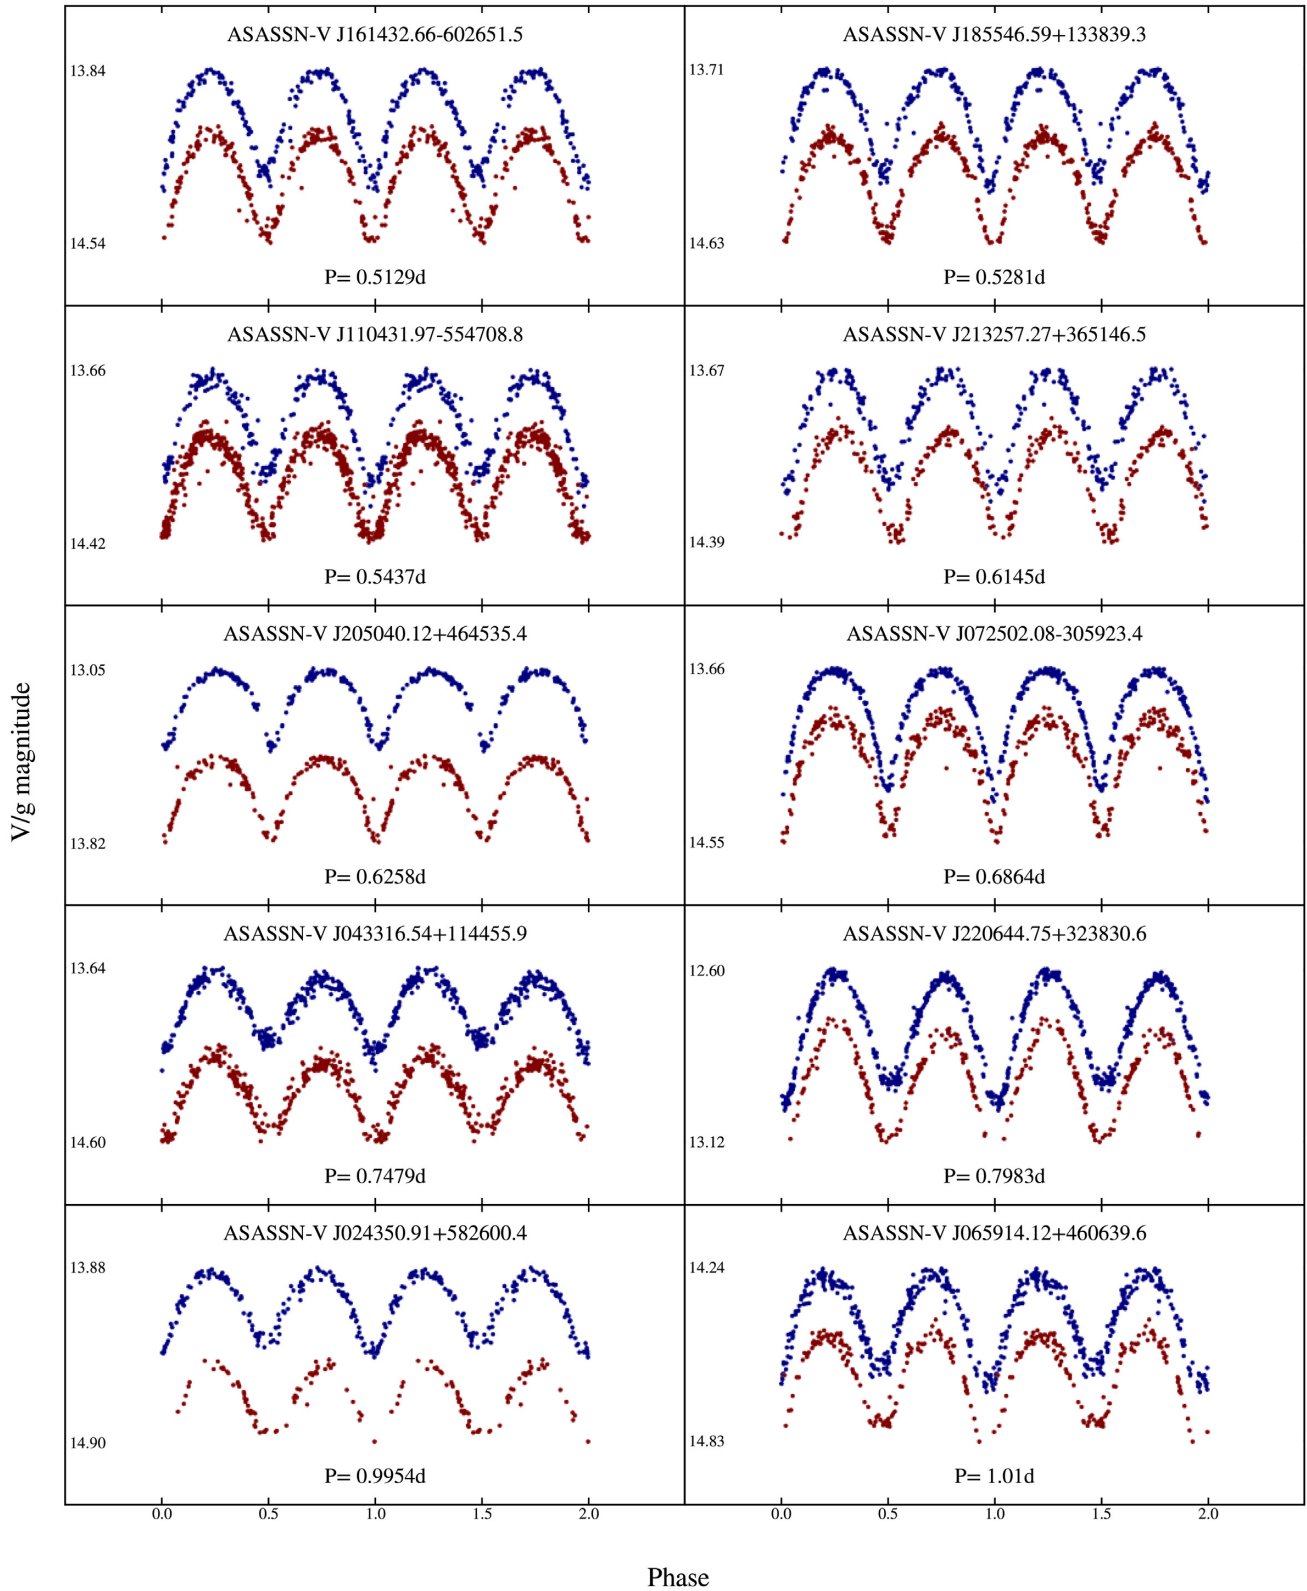 ASASSN-V J161432.66-602651.5
13.84
14.54
P= 0.5129d
ASASSN-V J185546.59+133839.3
13.71
14.63
P= 0.5281d
ASASSN-V J110431.97-554708.8
13.66
14.42
P= 0.5437d
ASASSN-V J213257.27+365146.5
13.67
14.39
P= 0.6145d
ASASSN-V J205040.12+464535.4
13.05
13.82
P= 0.6258d
ASASSN-V J072502.08-305923.4
13.66
14.55
P= 0.6864d
ASASSN-V J043316.54+114455.9
13.64
14.60
P= 0.7479d
ASASSN-V J220644.75+323830.6
12.60
13.12
P= 0.7983d
ASASSN-V J024350.91+582600.4
13.88
14.90
P= 0.9954d
ASASSN-V J065914.12+460639.6
14.24
14.83
P= 1.01d
0.0 0.5 1.0 1.5 2.0
0.0 0.5 1.0 1.5 2.0
V/g magnitude
Phase